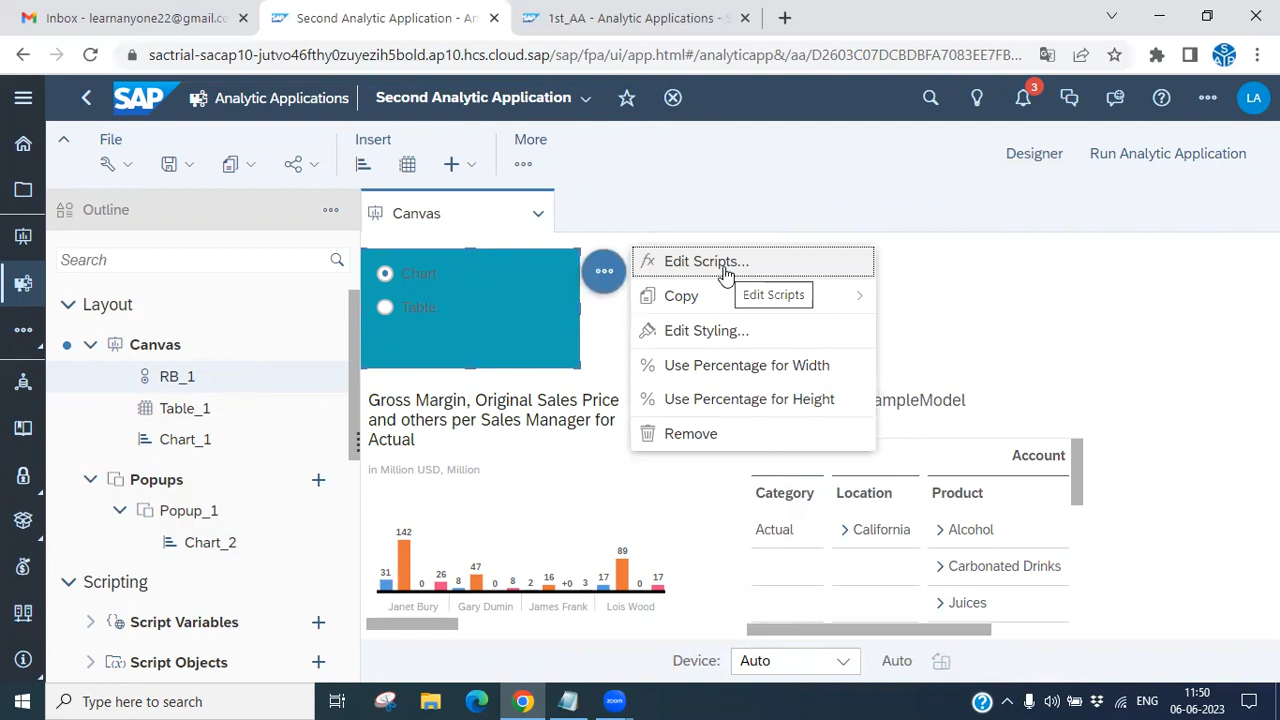 Inbox - learnanyone22@gmail.co
Second Analytic Application - An
1st_AA - Analytic Applications - S
sactrial-sacap10-jutvo46fthy0zuyezih5bold.ap10.hcs.cloud.sap/sap/fpa/ui/app.html#/analyticapp&/aa/D2603C07DCBDBFA7083EE7FB...
SAP
Analytic Applications
Second Analytic Application
3
LA
File
Insert
More
Designer
Run Analytic Application
Outline
Canvas
Search
Layout
Canvas
RB_1
Table_1
Chart_1
Popups
Popup_1
Chart_2
Scripting
Script Variables
Script Objects
Chart
Table
Edit Scripts...
Copy
Edit Scripts
Edit Styling...
Use Percentage for Width
Use Percentage for Height
Remove
Gross Margin, Original Sales Price
and others per Sales Manager for
Actual
in Million USD, Million
142
31
0
26
8
47
0
8
2
16
+0
3
17
89
0
17
Janet Bury
Gary Dumin
James Frank
Lois Wood
ampleModel
Account
Category
Location
Product
Actual
California
Alcohol
Carbonated Drinks
Juices
Device:
Auto
Auto
Type here to search
zoom
ENG
11:50
06-06-2023